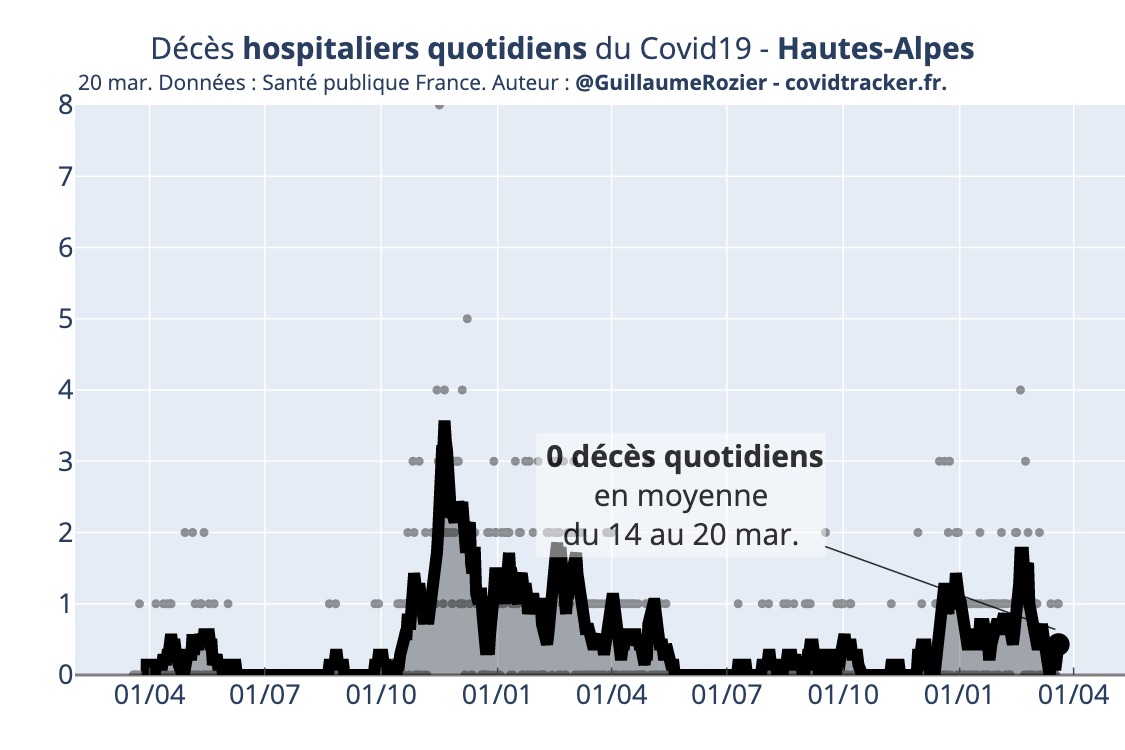 Décès hospitaliers quotidiens du Covid19 - Hautes-Alpes
20 mar. Données : Santé publique France. Auteur : @GuillaumeRozier - covidtracker.fr.
8
7
6
5
4
3
2
1
0
0 décès quotidiens
en moyenne
du 14 au 20 mar.
01/04 01/07 01/10 01/01 01/04 01/07 01/10 01/01 01/04